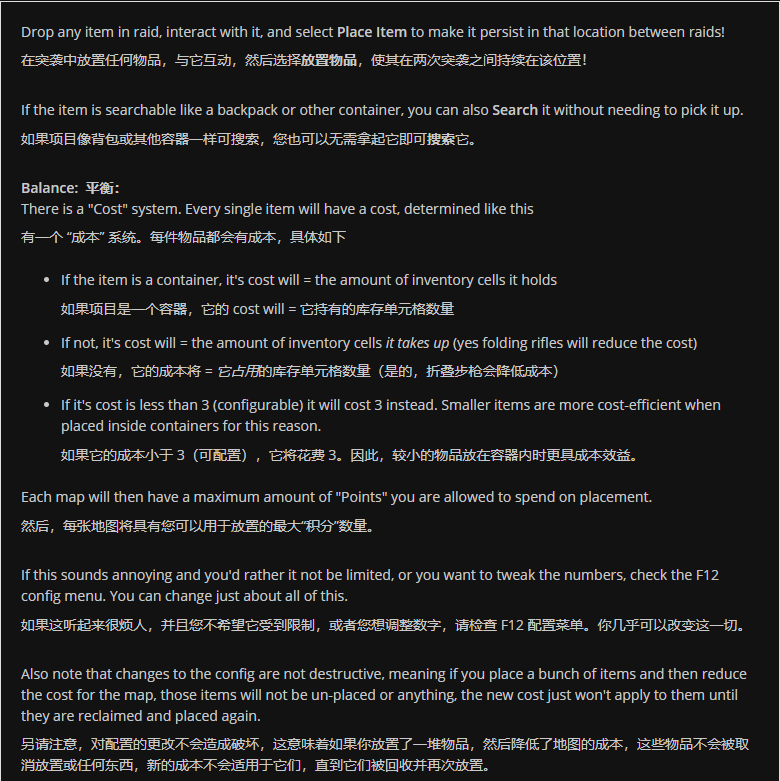 Drop any item in raid, interact with it, and select Place Item to make it persist in that location between raids!
在突袭中放置任何物品，与它互动，然后选择放置物品，使其在两次突袭之间持续在该位置！
If the item is searchable like a backpack or other container, you can also Search it without needing to pick it up.
如果项目像背包或其他容器一样可搜索，您也可以无需拿起它即可搜索它。
Balance: 平衡：
There is a "Cost" system. Every single item will have a cost, determined like this
有一个 “成本” 系统。每件物品都会有成本，具体如下
• If the item is a container, it's cost will = the amount of inventory cells it holds
如果项目是一个容器，它的 cost will = 它持有的库存单元格数量
• If not, it's cost will = the amount of inventory cells it takes up (yes folding rifles will reduce the cost)
如果没有，它的成本将 = 它占用的库存单元格数量（是的，折叠步枪会降低成本）
• If it's cost is less than 3 (configurable) it will cost 3 instead. Smaller items are more cost-efficient when
placed inside containers for this reason.
如果它的成本小于 3（可配置），它将花费 3。因此，较小的物品放在容器内时更具成本效益。
Each map will then have a maximum amount of "Points" you are allowed to spend on placement.
然后，每张地图将具有您可以用于放置的最大“积分”数量。
If this sounds annoying and you'd rather it not be limited, or you want to tweak the numbers, check the F12
config menu. You can change just about all of this.
如果这听起来很烦人，并且您不希望它受到限制，或者您想调整数字，请检查 F12 配置菜单。你几乎可以改变这一切。
Also note that changes to the config are not destructive, meaning if you place a bunch of items and then reduce
the cost for the map, those items will not be un-placed or anything, the new cost just won't apply to them until
they are reclaimed and placed again.
另请注意，对配置的更改不会造成破坏，这意味着如果你放置了一堆物品，然后降低了地图的成本，这些物品不会被取
消放置或任何东西，新的成本不会适用于它们，直到它们被回收并再次放置。